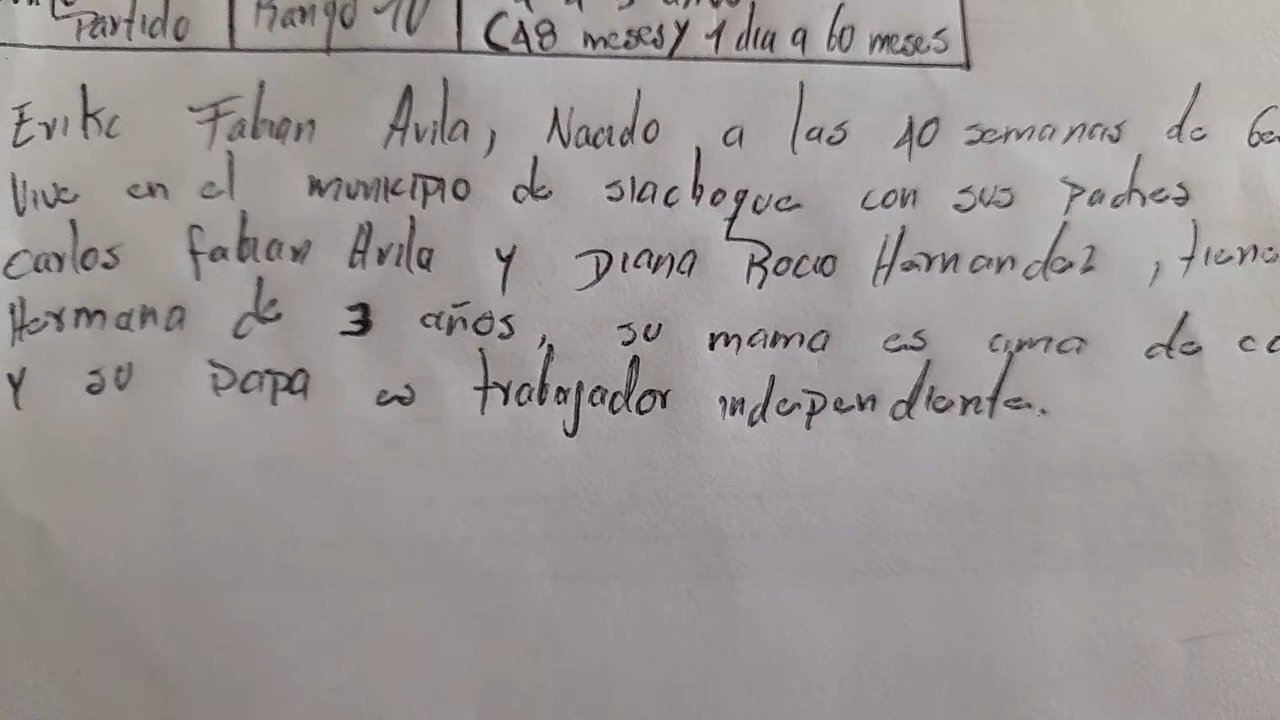 Partido Rango 10
(48 meses y 1 dia a 60 meses
Erikc Fabian Avila, Nacido, a las 40 semanas de
Vive en el municipio de siachoque con sus padres
Carlos fabian Avila y Diana Rocio Hernandez, tiene
Hermana de 3 años, su mama es ama de
y su papa es trabajador independiente.